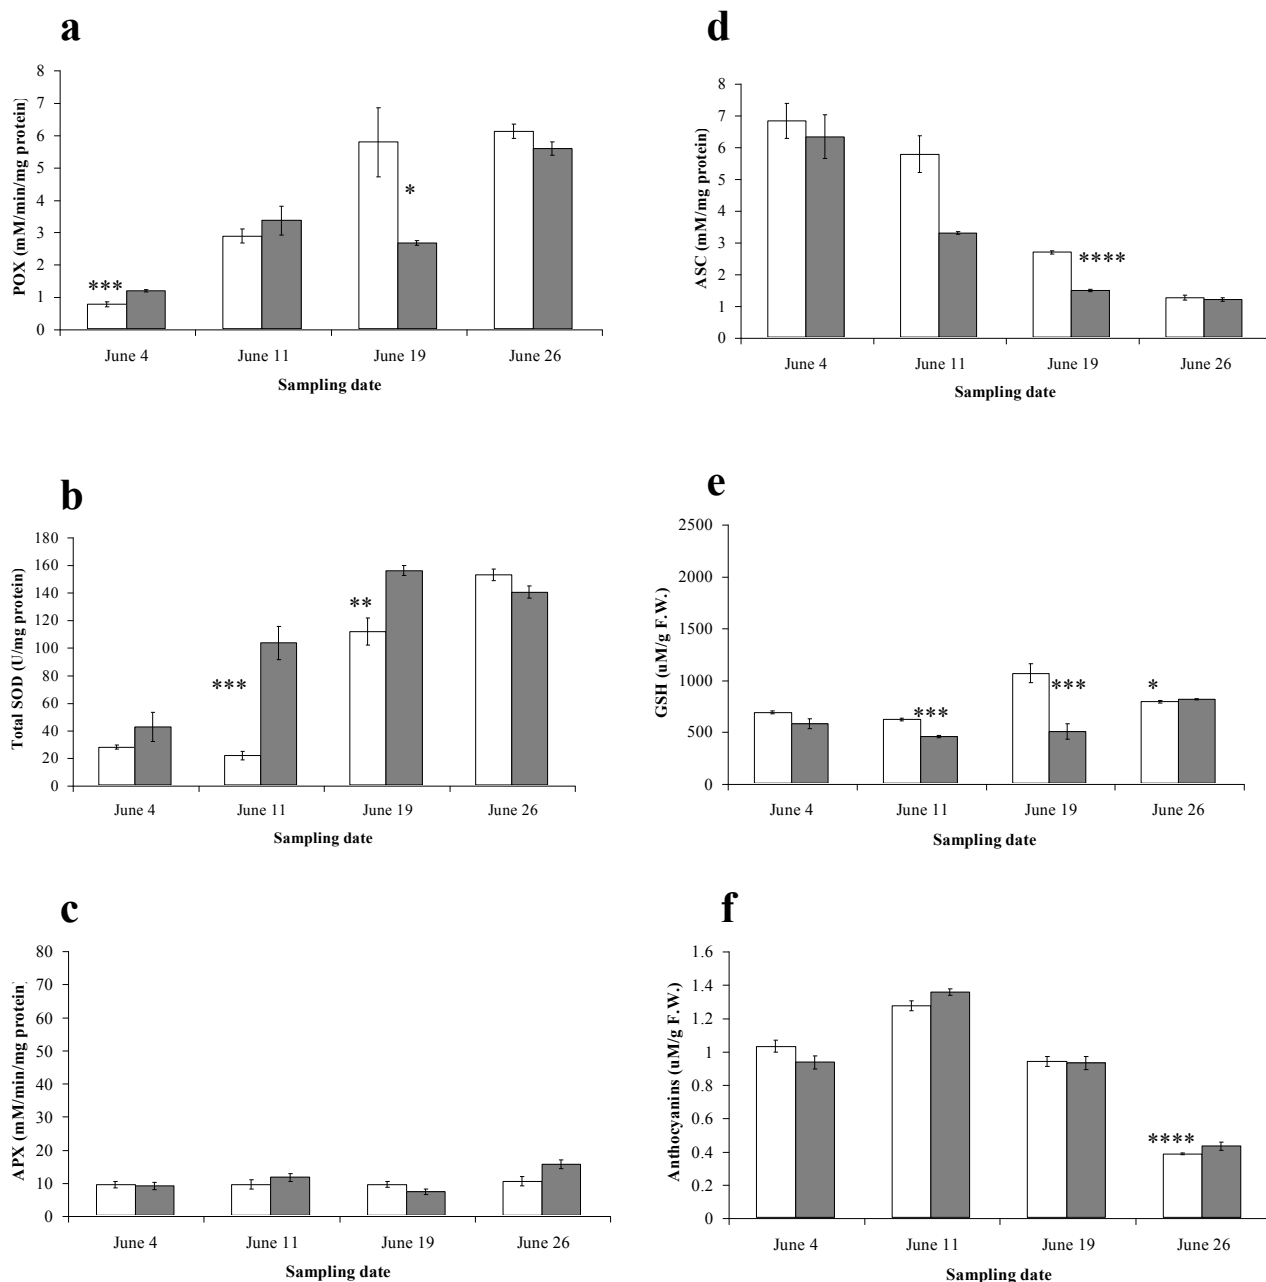 a
POX (mM/min/mg protein)
8
7
6
5
4
3
2
1
0
***
*
June 4 June 11 June 19 June 26
Sampling date
b
Total SOD (U/mg protein)
180
160
140
120
100
80
60
40
20
0
***
**
June 4 June 11 June 19 June 26
Sampling date
c
APX (mM/min/mg protein)
80
70
60
50
40
30
20
10
0
June 4 June 11 June 19 June 26
Sampling date
d
ASC (mM/mg protein)
8
7
6
5
4
3
2
1
0
****
June 4 June 11 June 19 June 26
Sampling date
e
GSH (uM/g F.W.)
2500
2000
1500
1000
500
0
***
***
*
June 4 June 11 June 19 June 26
Sampling date
f
Anthocyanins (uM/g F.W.)
1.6
1.4
1.2
1
0.8
0.6
0.4
0.2
0
****
June 4 June 11 June 19 June 26
Sampling date